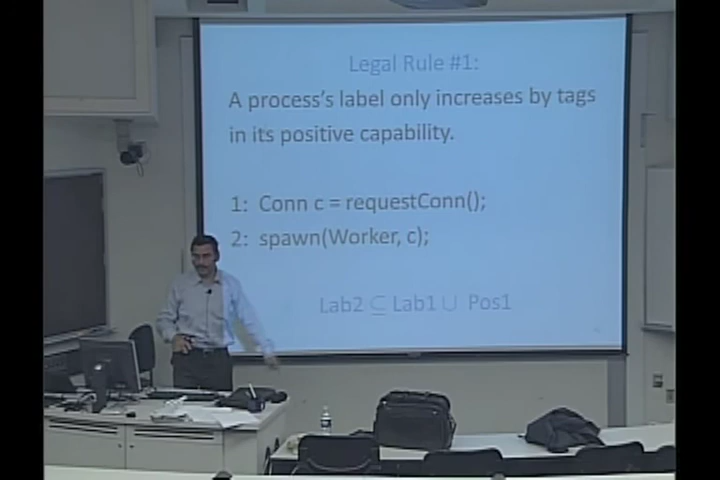 Legal Rule #1:
A process's label only increases by tags
in its positive capability.
1: Conn c = requestConn();
2: spawn(Worker, c);
Lab2 ⊆ Lab1 ∪ Pos1